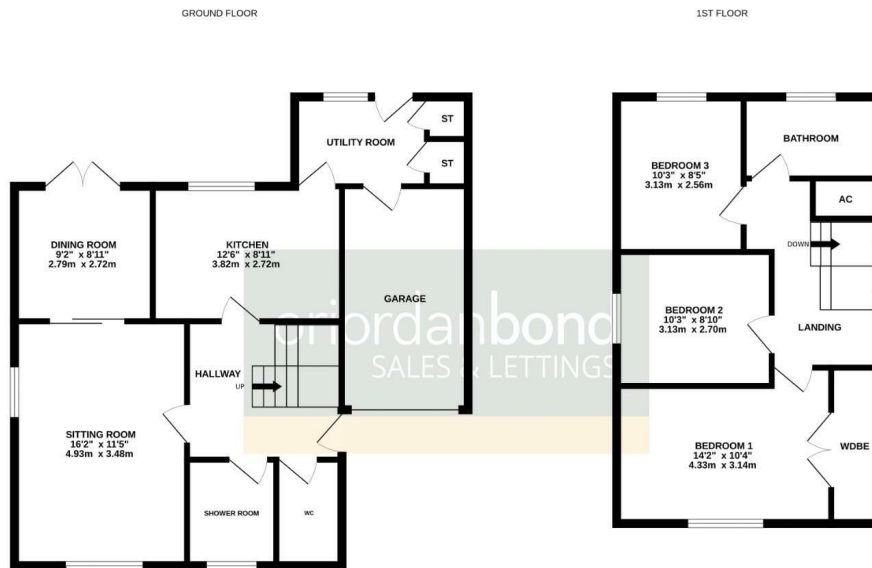 GROUND FLOOR
1ST FLOOR
UTILITY ROOM
ST
ST
DINING ROOM
9'2" x 8'11"
2.79m x 2.72m
KITCHEN
12'6" x 8'11"
3.82m x 2.72m
GARAGE
HALLWAY
UP
SITTING ROOM
16'2" x 11'5"
4.93m x 3.48m
SHOWER ROOM
WC
BEDROOM 3
10'3" x 8'5"
3.13m x 2.56m
BATHROOM
AC
DOWN
BEDROOM 2
10'3" x 8'10"
3.13m x 2.70m
LANDING
BEDROOM 1
14'2" x 10'4"
4.33m x 3.14m
WDBE
oriordanbond
SALES & LETTINGS